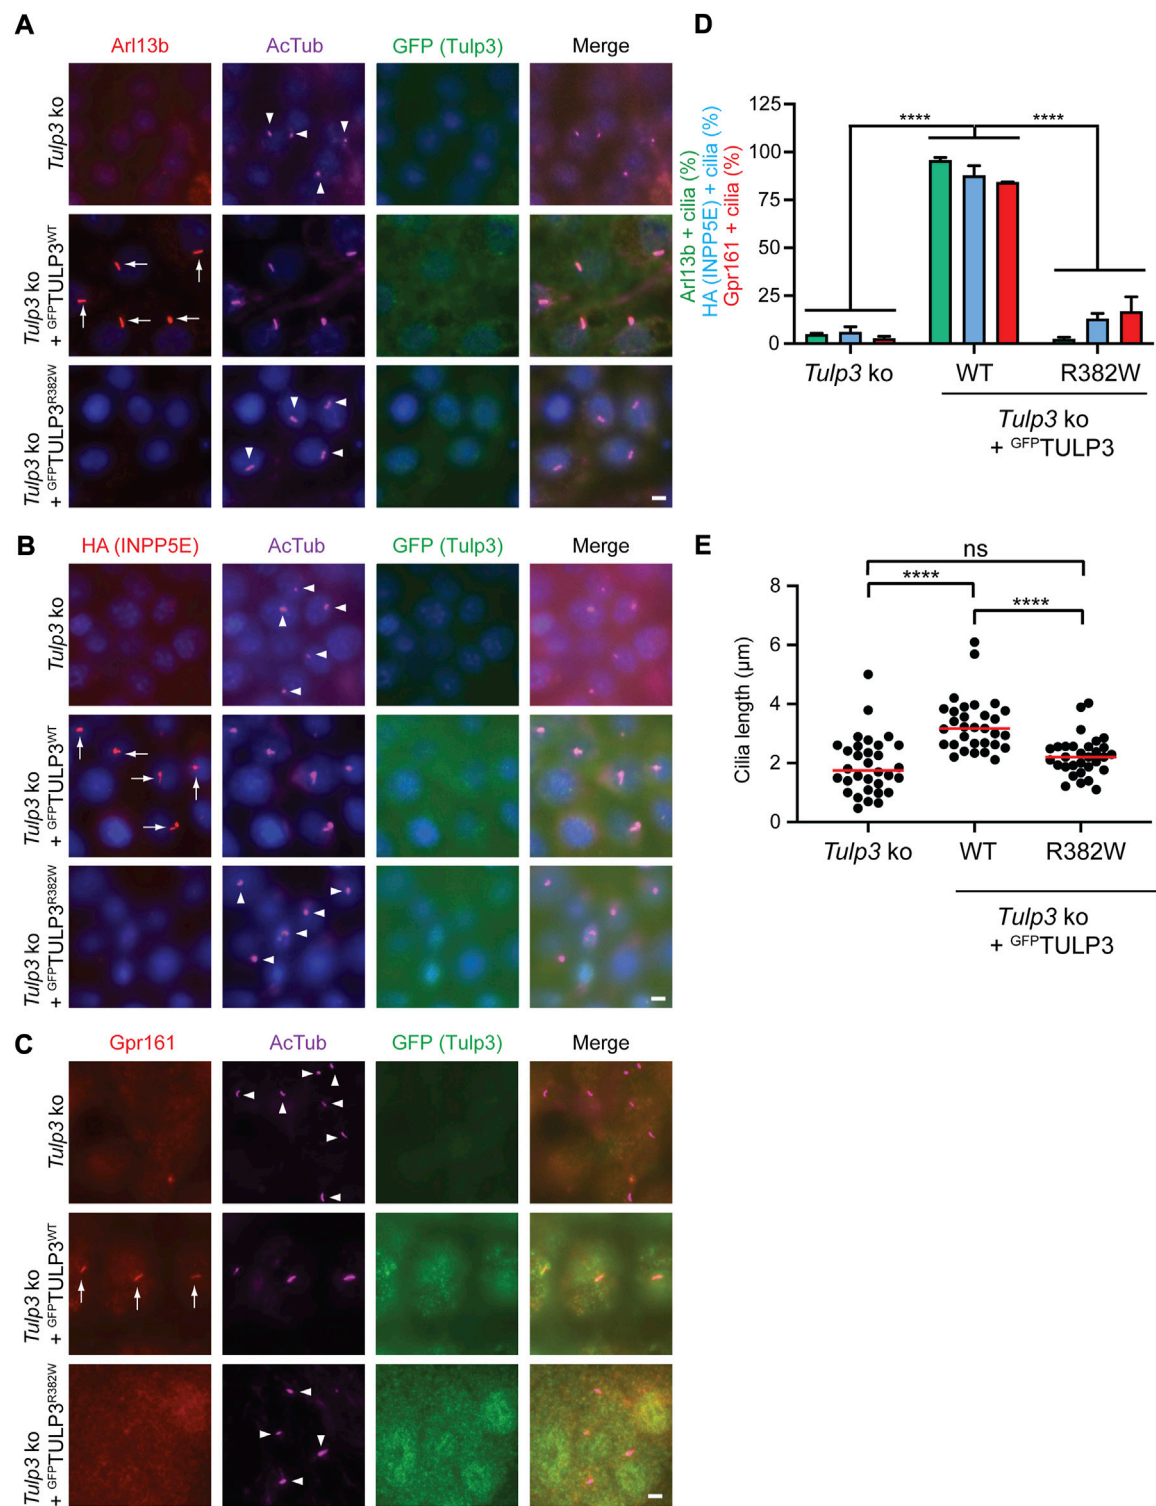 A
Arl13b AcTub GFP (Tulp3) Merge
Tulp3 ko
Tulp3 ko
+ GFPTULP3WT
Tulp3 ko
+ GFPTULP3R382W
B
HA (INPP5E) AcTub GFP (Tulp3) Merge
Tulp3 ko
Tulp3 ko
+ GFPTULP3WT
Tulp3 ko
+ GFPTULP3R382W
C
Gpr161 AcTub GFP (Tulp3) Merge
Tulp3 ko
Tulp3 ko
+ GFPTULP3WT
Tulp3 ko
+ GFPTULP3R382W
D
Arl13b + cilia (%)
HA (INPP5E) + cilia (%)
Gpr161 + cilia (%)
125
100
75
50
25
0
**** ****
Tulp3 ko WT R382W
Tulp3 ko
+ GFPTULP3
E
Cilia length (µm)
8
6
4
2
0
ns
****
****
Tulp3 ko WT R382W
Tulp3 ko
+ GFPTULP3